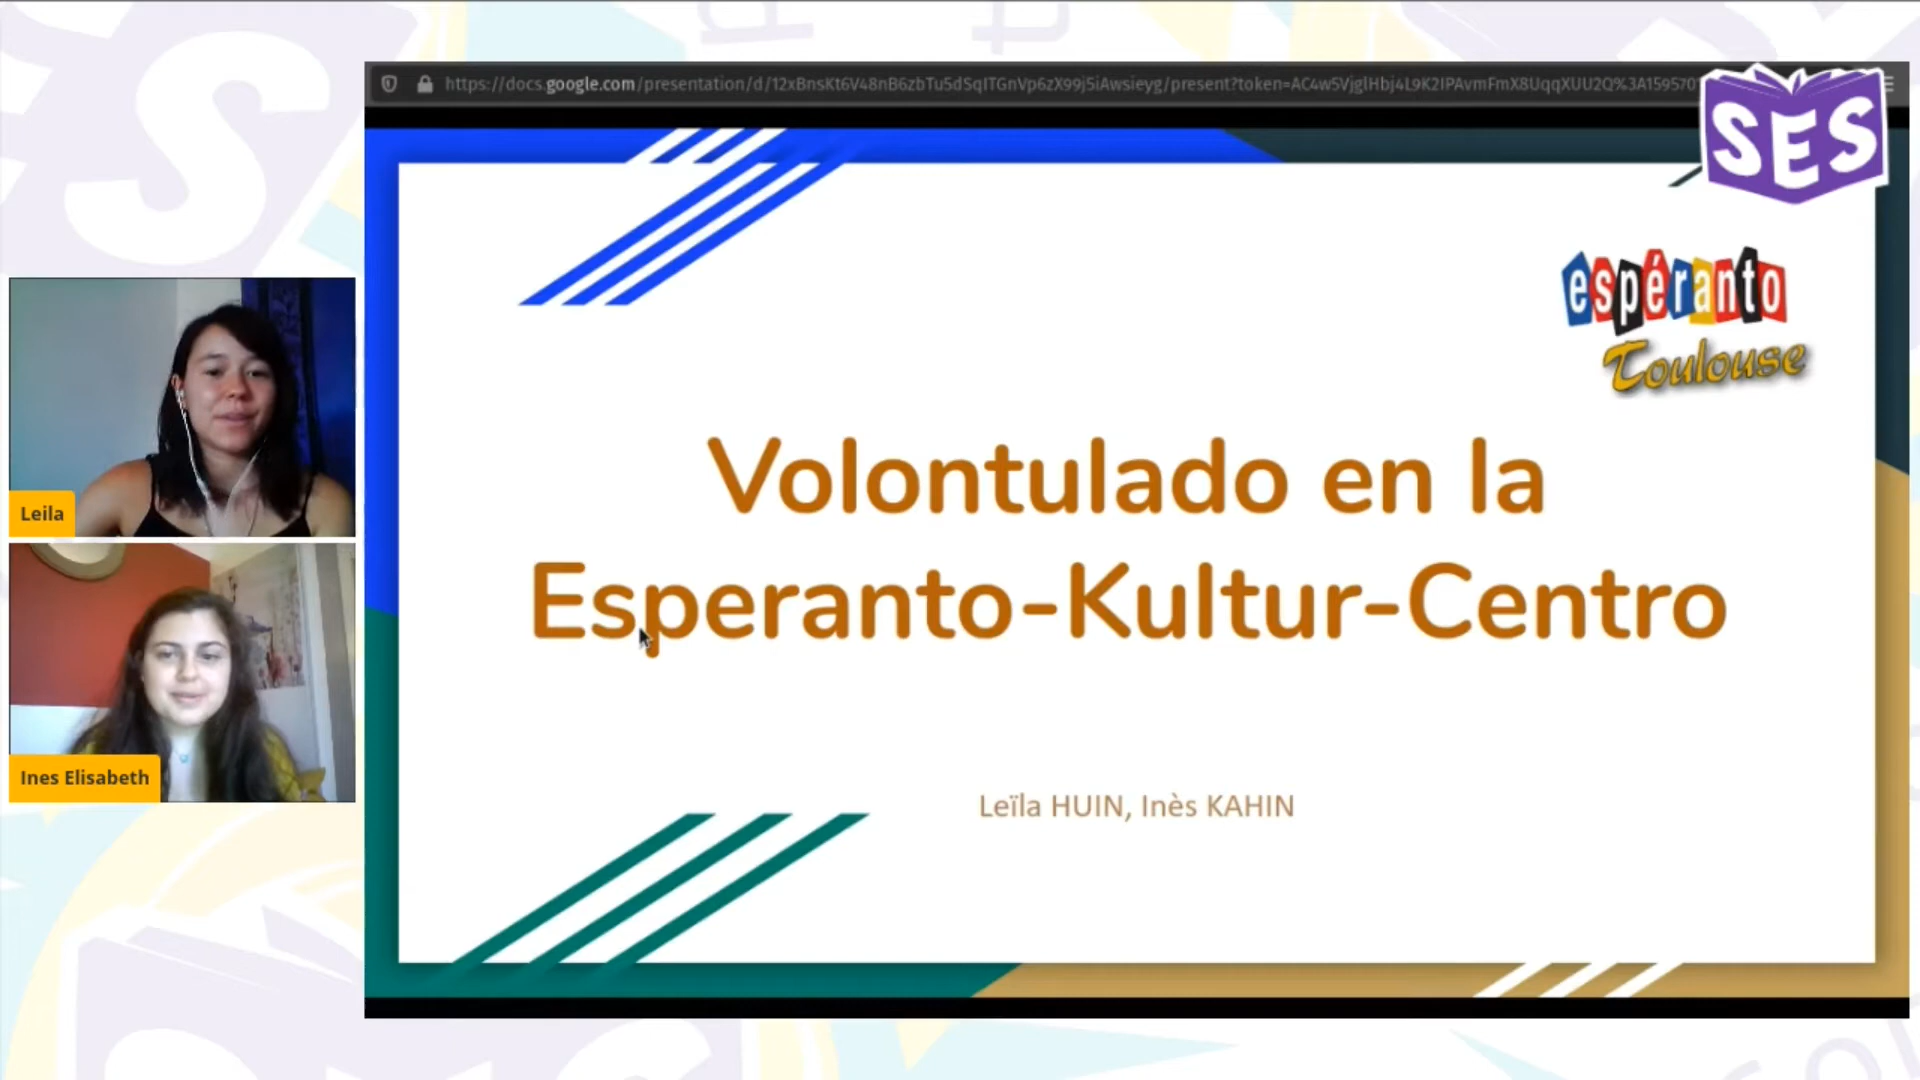 https://docs.google.com/presentation/d/12xBnsKt6V48nB6zbTu5dSqITGnVp6zX99j5iAwsieyg/present?token=AC4w5VjglHbj4L9K2IPAvmFmX8UqqXUU2Q%3A159570
SES
espéranto
Toulouse
Volontulado en la
Esperanto-Kultur-Centro
Leïla HUIN, Inès KAHIN
Leila
Ines Elisabeth